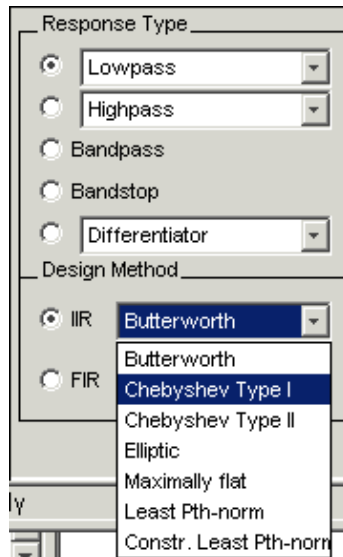 Response Type
Lowpass
Highpass
Bandpass
Bandstop
Differentiator
Design Method
IIR Butterworth
Butterworth
FIR Chebyshev Type I
Chebyshev Type II
Elliptic
Maximally flat
Least Pth-norm
Constr. Least Pth-norm